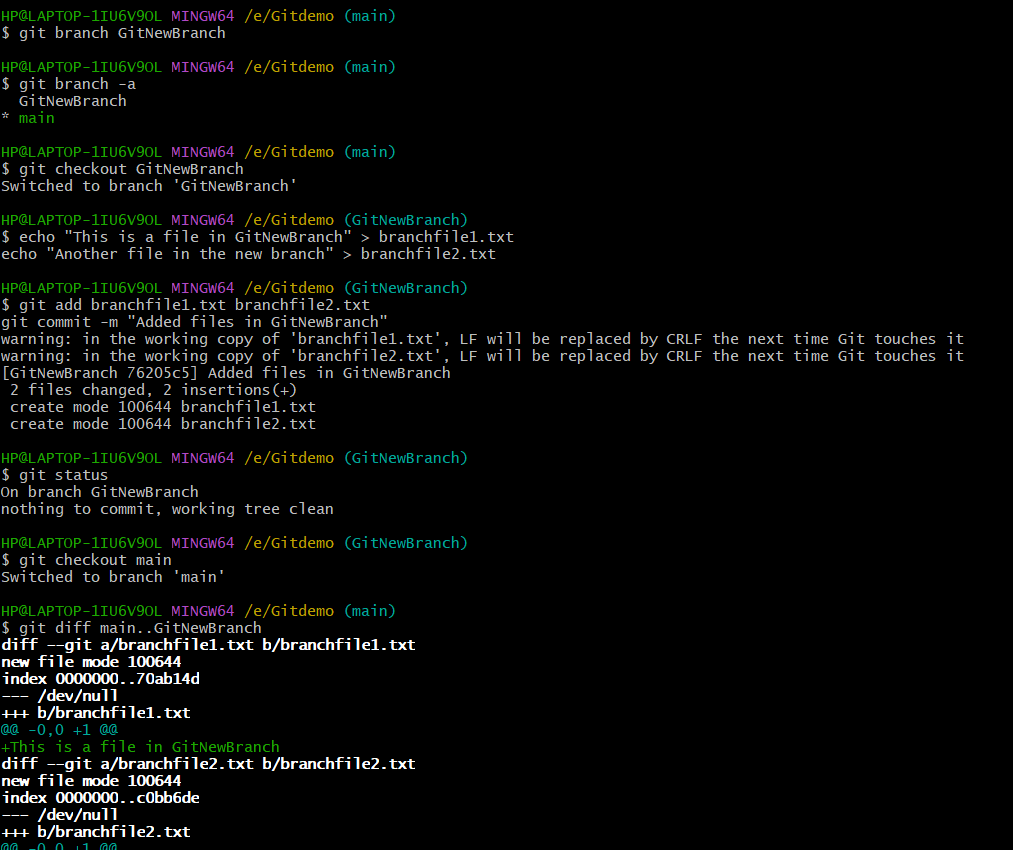 HP@LAPTOP-1IU6V9OL MINGW64 /e/Gitdemo (main)
$ git branch GitNewBranch
HP@LAPTOP-1IU6V9OL MINGW64 /e/Gitdemo (main)
$ git branch -a
  GitNewBranch
* main
HP@LAPTOP-1IU6V9OL MINGW64 /e/Gitdemo (main)
$ git checkout GitNewBranch
Switched to branch 'GitNewBranch'
HP@LAPTOP-1IU6V9OL MINGW64 /e/Gitdemo (GitNewBranch)
$ echo "This is a file in GitNewBranch" > branchfile1.txt
echo "Another file in the new branch" > branchfile2.txt
HP@LAPTOP-1IU6V9OL MINGW64 /e/Gitdemo (GitNewBranch)
$ git add branchfile1.txt branchfile2.txt
git commit -m "Added files in GitNewBranch"
warning: in the working copy of 'branchfile1.txt', LF will be replaced by CRLF the next time Git touches it
warning: in the working copy of 'branchfile2.txt', LF will be replaced by CRLF the next time Git touches it
[GitNewBranch 76205c5] Added files in GitNewBranch
 2 files changed, 2 insertions(+)
 create mode 100644 branchfile1.txt
 create mode 100644 branchfile2.txt
HP@LAPTOP-1IU6V9OL MINGW64 /e/Gitdemo (GitNewBranch)
$ git status
On branch GitNewBranch
nothing to commit, working tree clean
HP@LAPTOP-1IU6V9OL MINGW64 /e/Gitdemo (GitNewBranch)
$ git checkout main
Switched to branch 'main'
HP@LAPTOP-1IU6V9OL MINGW64 /e/Gitdemo (main)
$ git diff main..GitNewBranch
diff --git a/branchfile1.txt b/branchfile1.txt
new file mode 100644
index 0000000..70ab14d
--- /dev/null
+++ b/branchfile1.txt
@@ -0,0 +1 @@
+This is a file in GitNewBranch
diff --git a/branchfile2.txt b/branchfile2.txt
new file mode 100644
index 0000000..c0bb6de
--- /dev/null
+++ b/branchfile2.txt
@@ -0,0 +1 @@